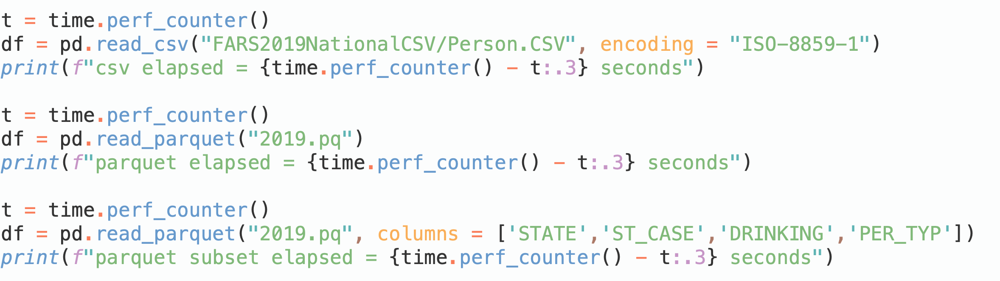 t = time.perf_counter()
df = pd.read_csv("FARS2019NationalCSV/Person.CSV", encoding = "ISO-8859-1")
print(f"csv elapsed = {time.perf_counter() - t:.3} seconds")
t = time.perf_counter()
df = pd.read_parquet("2019.pq")
print(f"parquet elapsed = {time.perf_counter() - t:.3} seconds")
t = time.perf_counter()
df = pd.read_parquet("2019.pq", columns = ['STATE','ST_CASE','DRINKING','PER_TYP'])
print(f"parquet subset elapsed = {time.perf_counter() - t:.3} seconds")